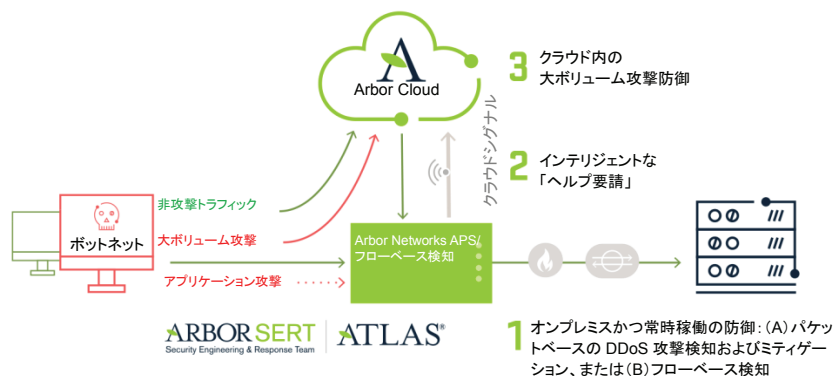 A
Arbor Cloud
3 クラウド内の
大ボリューム攻撃防御
クラウドシグナル
2 インテリジェントな
「ヘルプ要請」
非攻撃トラフィック
ボットネット
大ボリューム攻撃
アプリケーション攻撃
Arbor Networks APS/
フローベース検知
ARBOR SERT
Security Engineering & Response Team
ATLAS®
1 オンプレミスかつ常時稼働の防御:(A)パケッ
トベースの DDoS 攻撃検知およびミティゲー
ション、または(B)フローベース検知